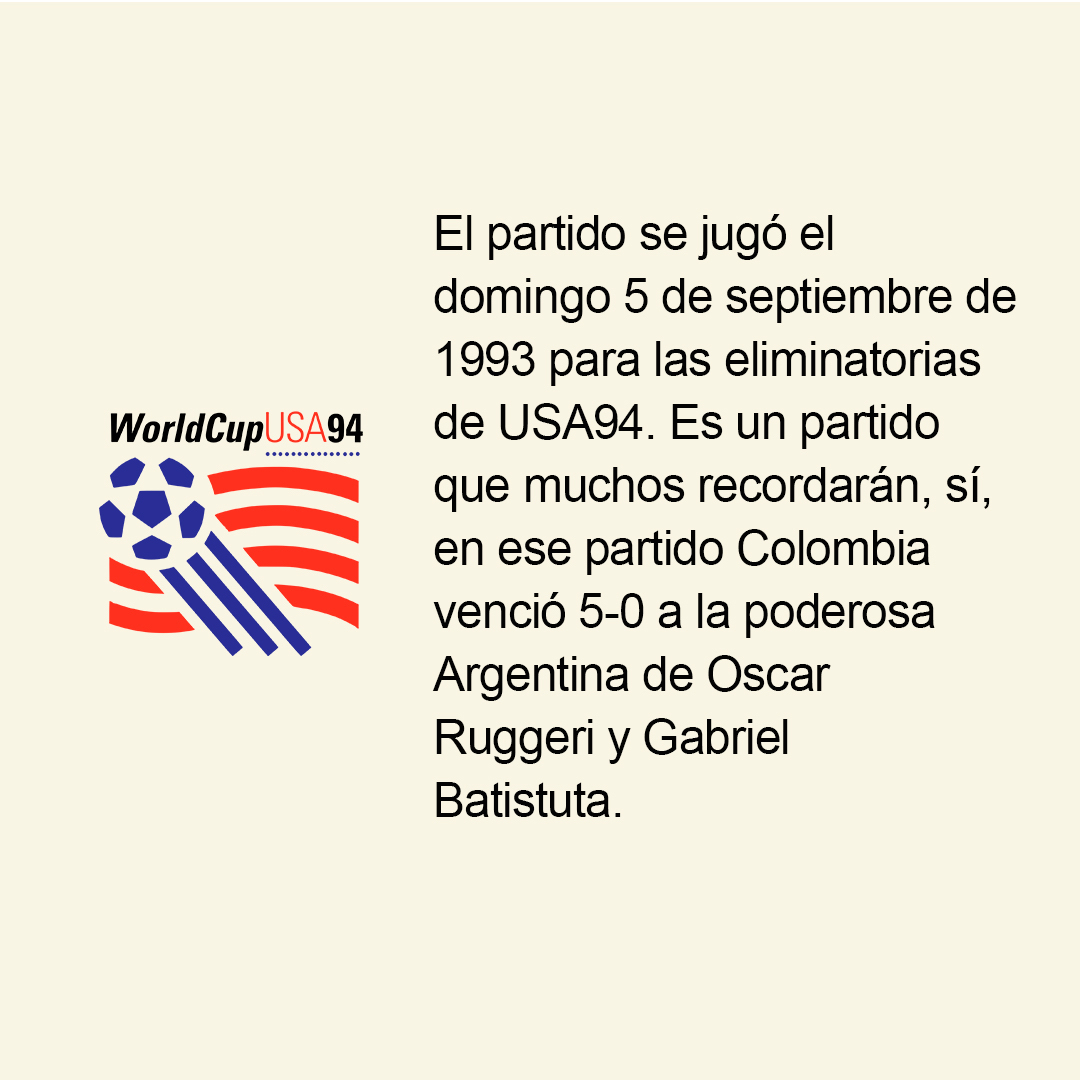 El partido se jugó el
domingo 5 de septiembre de
1993 para las eliminatorias
de USA94. Es un partido
que muchos recordarán, sí,
en ese partido Colombia
venció 5-0 a la poderosa
Argentina de Oscar
Ruggeri y Gabriel
Batistuta.
WorldCupUSA94